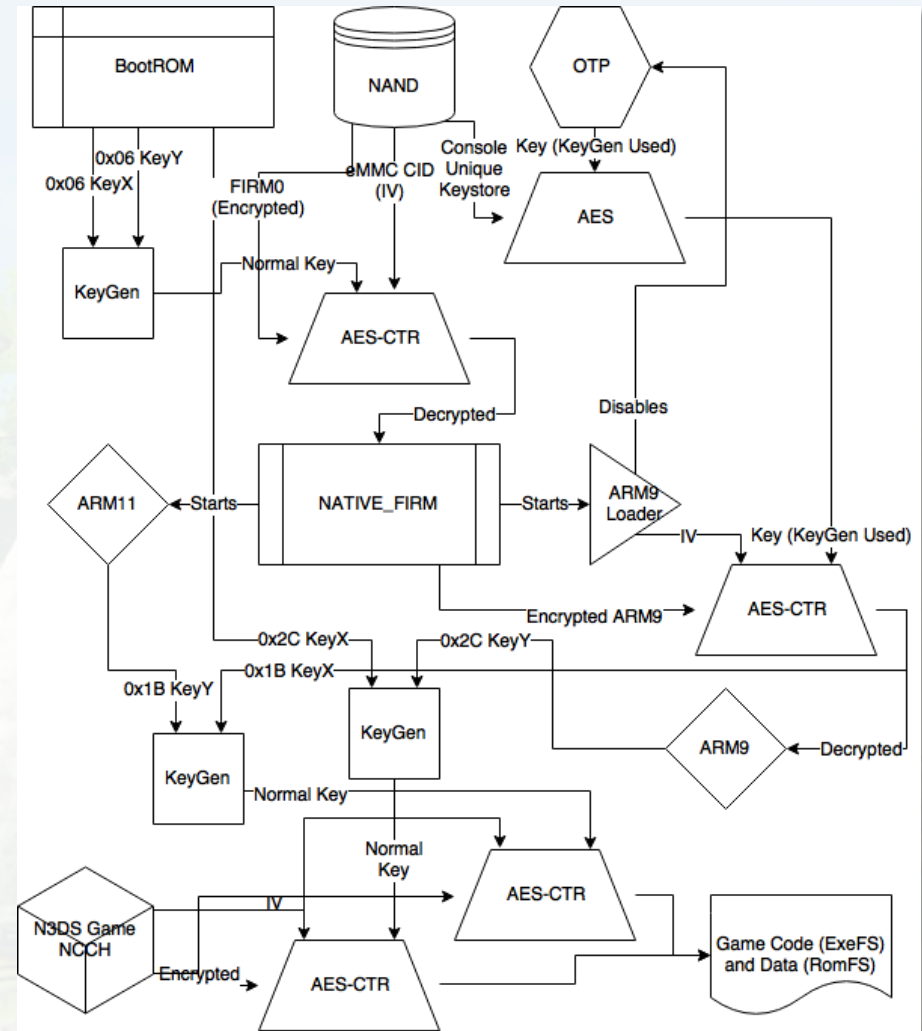 BootROM
NAND
OTP
0x06 KeyY
0x06 KeyX
FIRM0
(Encrypted)
eMMC CID
(IV)
Console
Unique
Keystore
Key (KeyGen Used)
AES
KeyGen
Normal Key
AES-CTR
Decrypted
Disables
ARM11
Starts
NATIVE_FIRM
Starts
ARM9
Loader
IV
Key (KeyGen Used)
AES-CTR
Encrypted ARM9
0x2C KeyX
0x2C KeyY
0x1B KeyX
0x1B KeyY
KeyGen
KeyGen
ARM9
Decrypted
Normal Key
Normal
Key
AES-CTR
IV
N3DS Game
NCCH
Encrypted
AES-CTR
Game Code (ExeFS)
and Data (RomFS)